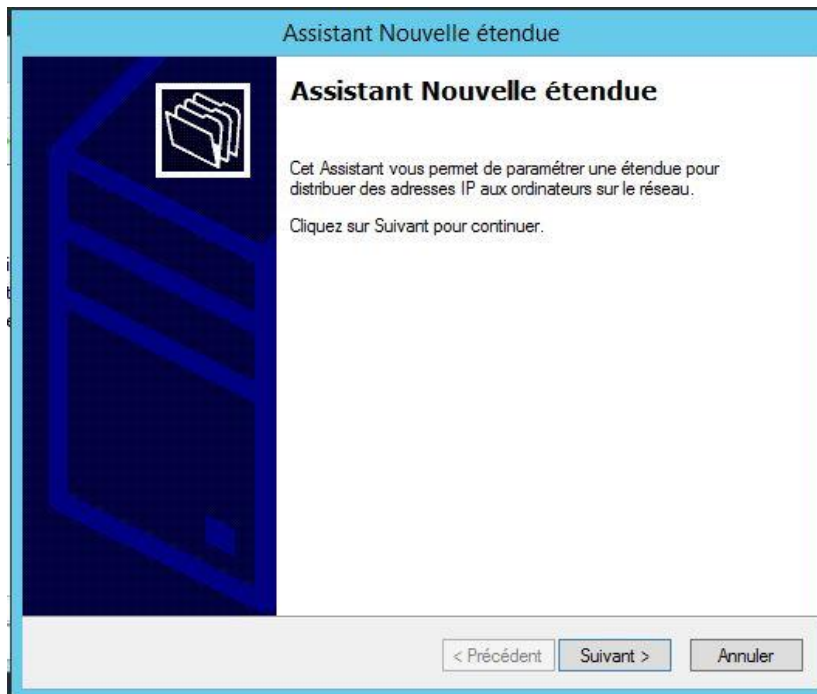 Assistant Nouvelle étendue
Assistant Nouvelle étendue
Cet Assistant vous permet de paramétrer une étendue pour
distribuer des adresses IP aux ordinateurs sur le réseau.
Cliquez sur Suivant pour continuer.
< Précédent Suivant > Annuler